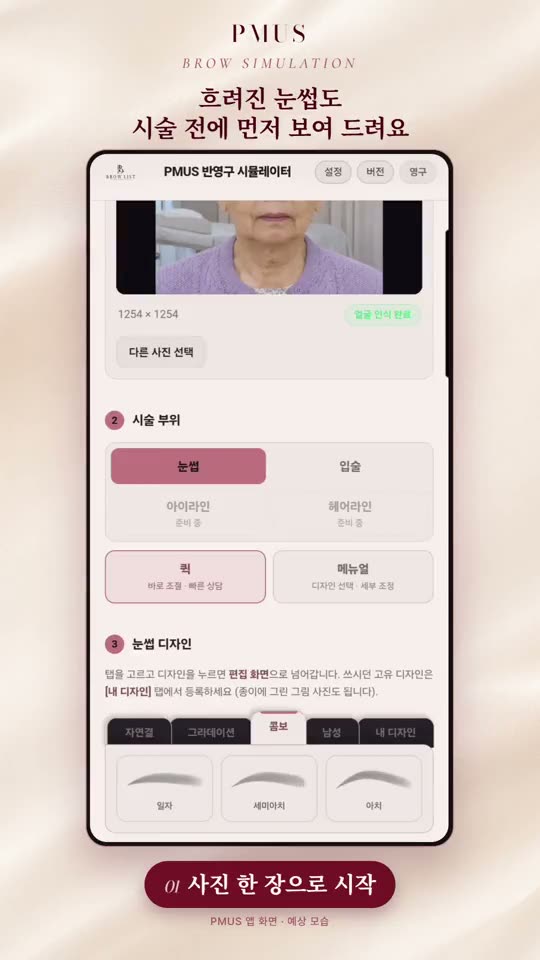 PMUS
BROW SIMULATION
흐려진 눈썹도
시술 전에 먼저 보여 드려요
BROW LIST
PMUS 반영구 시뮬레이터
설정
버전
영구
1254 × 1254
얼굴 인식 완료
다른 사진 선택
2 시술 부위
눈썹
입술
아이라인
준비 중
헤어라인
준비 중
퀵
바로 조절 · 빠른 상담
메뉴얼
디자인 선택 · 세부 조정
3 눈썹 디자인
탭을 고르고 디자인을 누르면 편집 화면으로 넘어갑니다. 쓰시던 고유 디자인은
[내 디자인] 탭에서 등록하세요 (종이에 그린 그림 사진도 됩니다).
자연결
그라데이션
콤보
남성
내 디자인
일자
세미아치
아치
01 사진 한 장으로 시작
PMUS 앱 화면 · 예상 모습